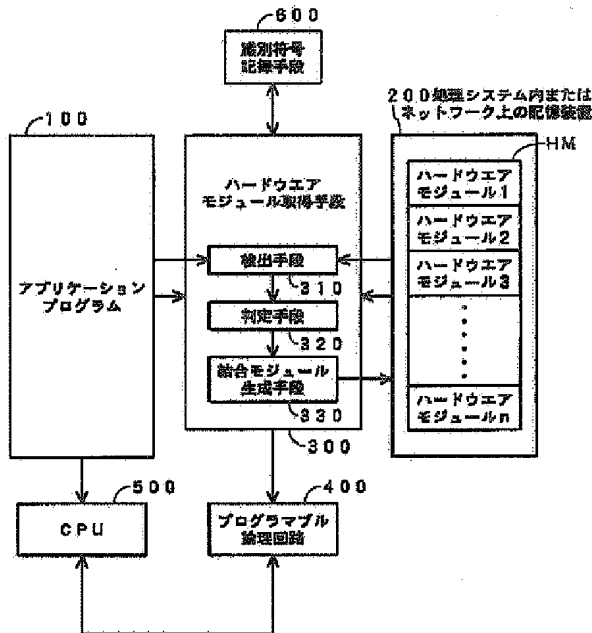 600
識別符号
記録手段
100
200処理システム内または
ネットワーク上の記憶装置
HM
ハードウエア
モジュール取得手段
ハードウエア
モジュール1
ハードウエア
モジュール2
ハードウエア
モジュール3
検出手段
310
アプリケーション
プログラム
判定手段
320
結合モジュール
生成手段
330
ハードウエア
モジュールn
300
500
400
CPU
プログラマブル
論理回路